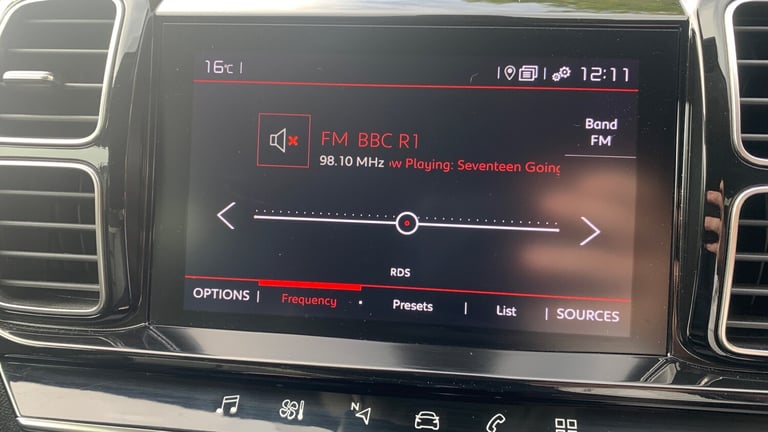 16°C
12:11
FM BBC R1
98.10 MHz
Playing: Seventeen Going
Band
FM
RDS
OPTIONS
Frequency
Presets
List
SOURCES
N